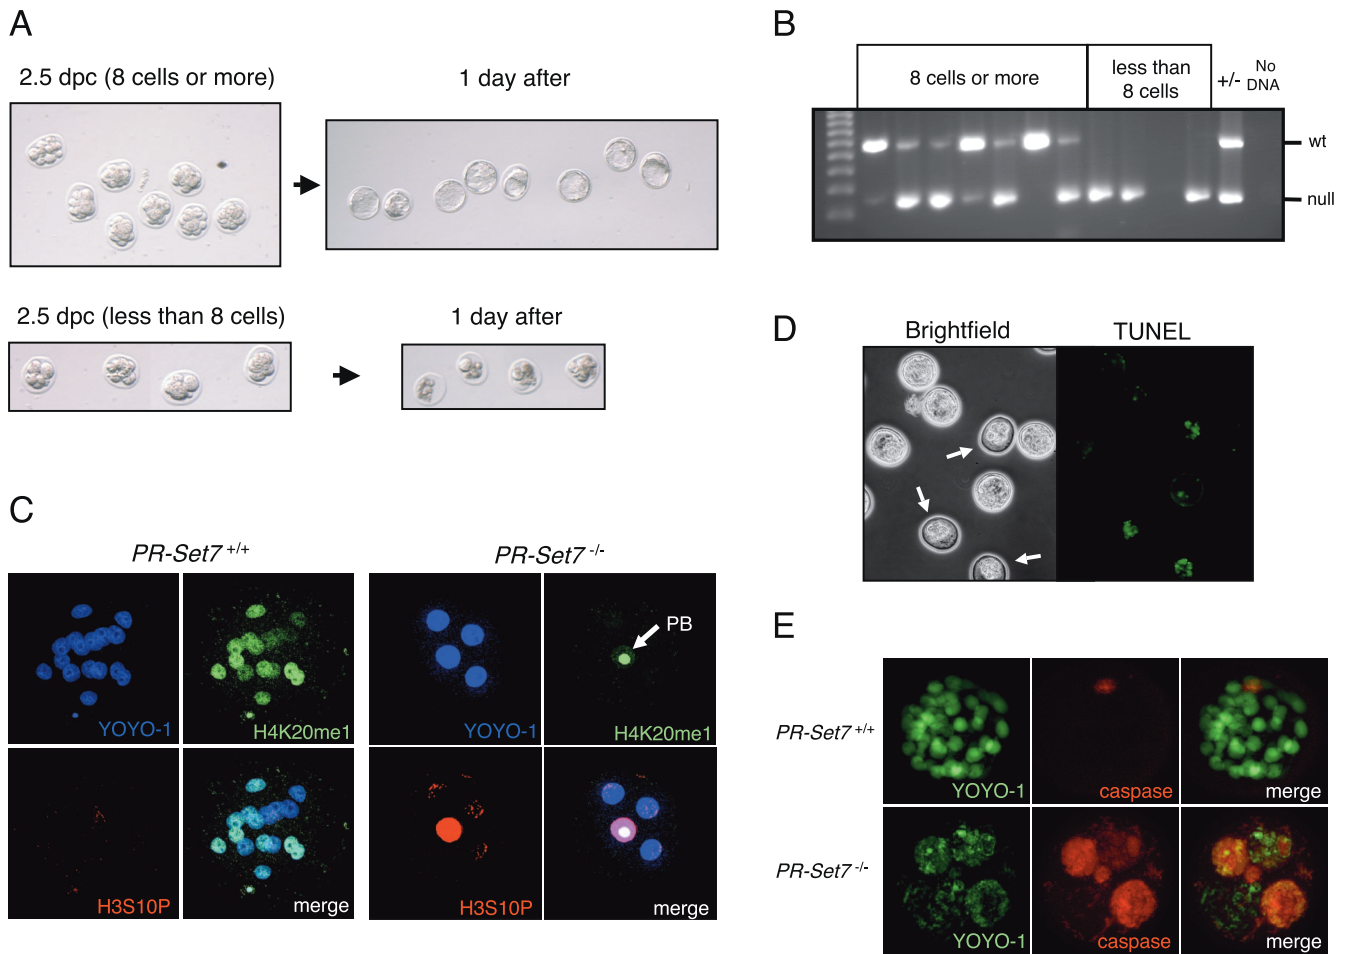 A
2.5 dpc (8 cells or more)
1 day after
2.5 dpc (less than 8 cells)
1 day after
B
8 cells or more
less than
8 cells
+/-
No
DNA
wt
null
C
PR-Set7 +/+
PR-Set7 -/-
YOYO-1
H4K20me1
YOYO-1
PB
H4K20me1
H3S10P
merge
H3S10P
merge
D
Brightfield
TUNEL
E
PR-Set7 +/+
YOYO-1
caspase
merge
PR-Set7 -/-
YOYO-1
caspase
merge